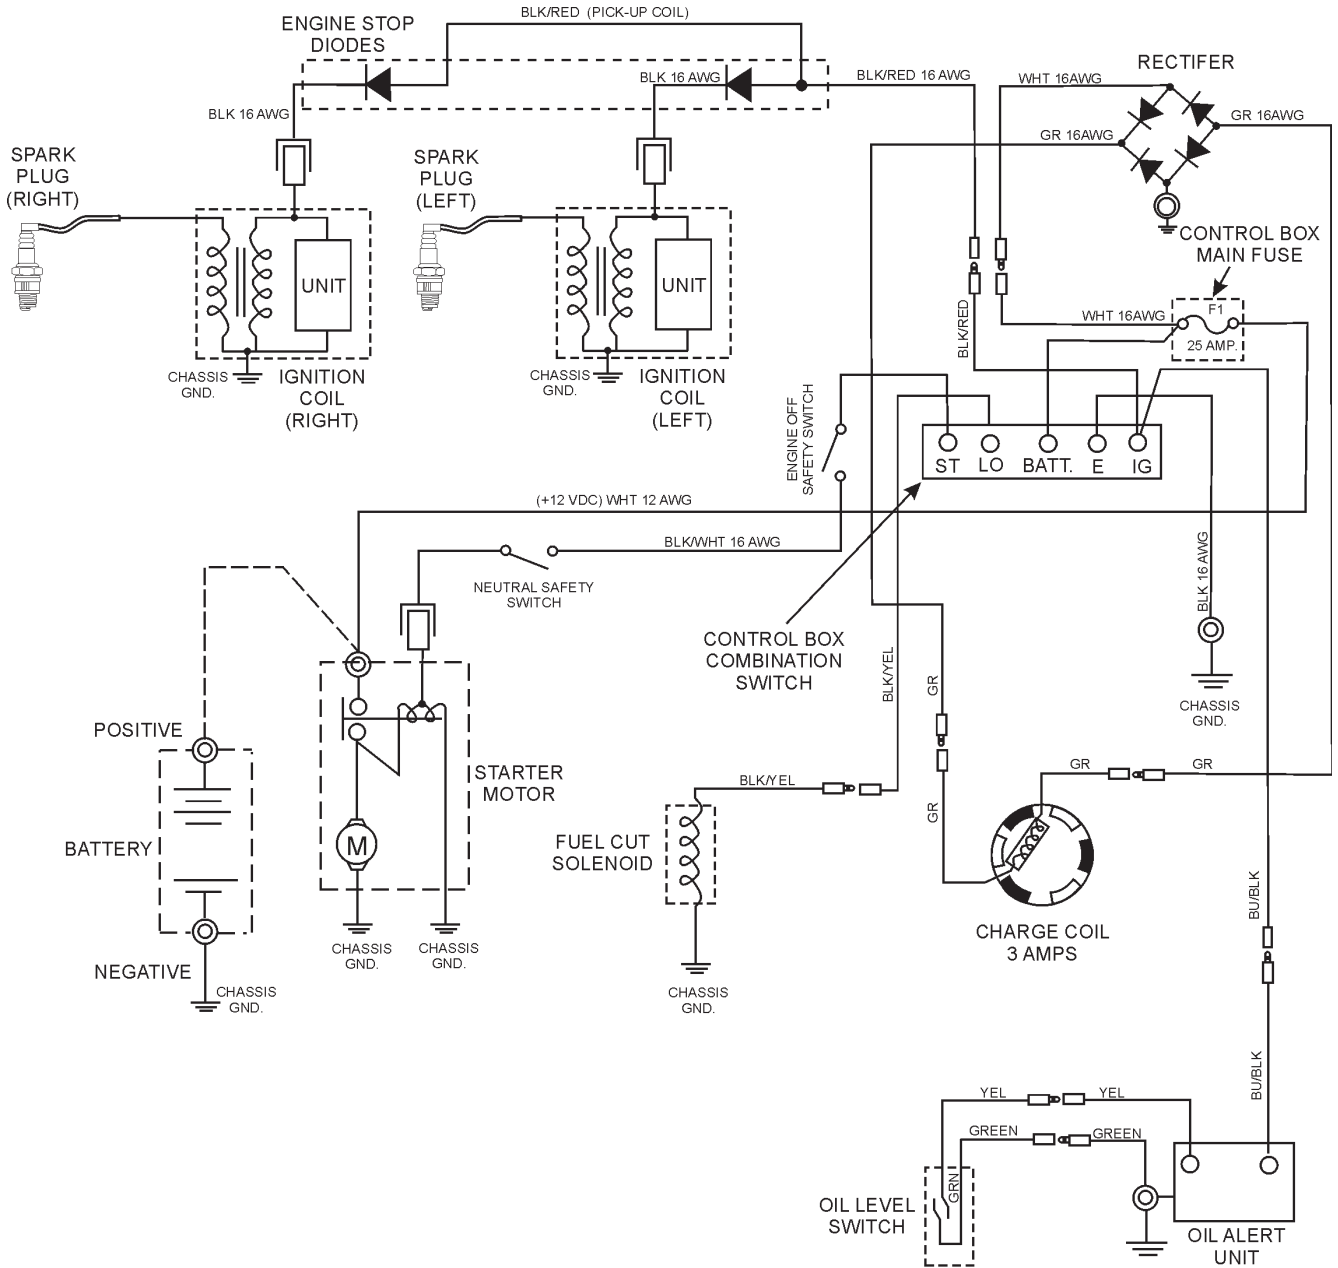 BLK/RED (PICK-UP COIL)
ENGINE STOP
DIODES
BLK 16 AWG
BLK/RED 16 AWG
WHT 16AWG
RECTIFER
GR 16AWG
GR 16AWG
BLK 16 AWG
SPARK
PLUG
(RIGHT)
SPARK
PLUG
(LEFT)
UNIT
UNIT
CONTROL BOX
MAIN FUSE
F1
25 AMP.
WHT 16AWG
BLK/RED
CHASSIS
GND.
IGNITION
COIL
(RIGHT)
CHASSIS
GND.
IGNITION
COIL
(LEFT)
ENGINE OFF
SAFETY SWITCH
ST LO BATT. E IG
(+12 VDC) WHT 12 AWG
BLK/WHT 16 AWG
NEUTRAL SAFETY
SWITCH
BLK 16 AWG
CONTROL BOX
COMBINATION
SWITCH
BLK/YEL
GR
CHASSIS
GND.
POSITIVE
STARTER
MOTOR
BLK/YEL
GR
GR
GR
BATTERY
M
FUEL CUT
SOLENOID
BU/BLK
CHARGE COIL
3 AMPS
NEGATIVE
CHASSIS
GND.
CHASSIS
GND.
CHASSIS
GND.
CHASSIS
GND.
BU/BLK
YEL
YEL
GREEN
GREEN
GRN
OIL LEVEL
SWITCH
OIL ALERT
UNIT